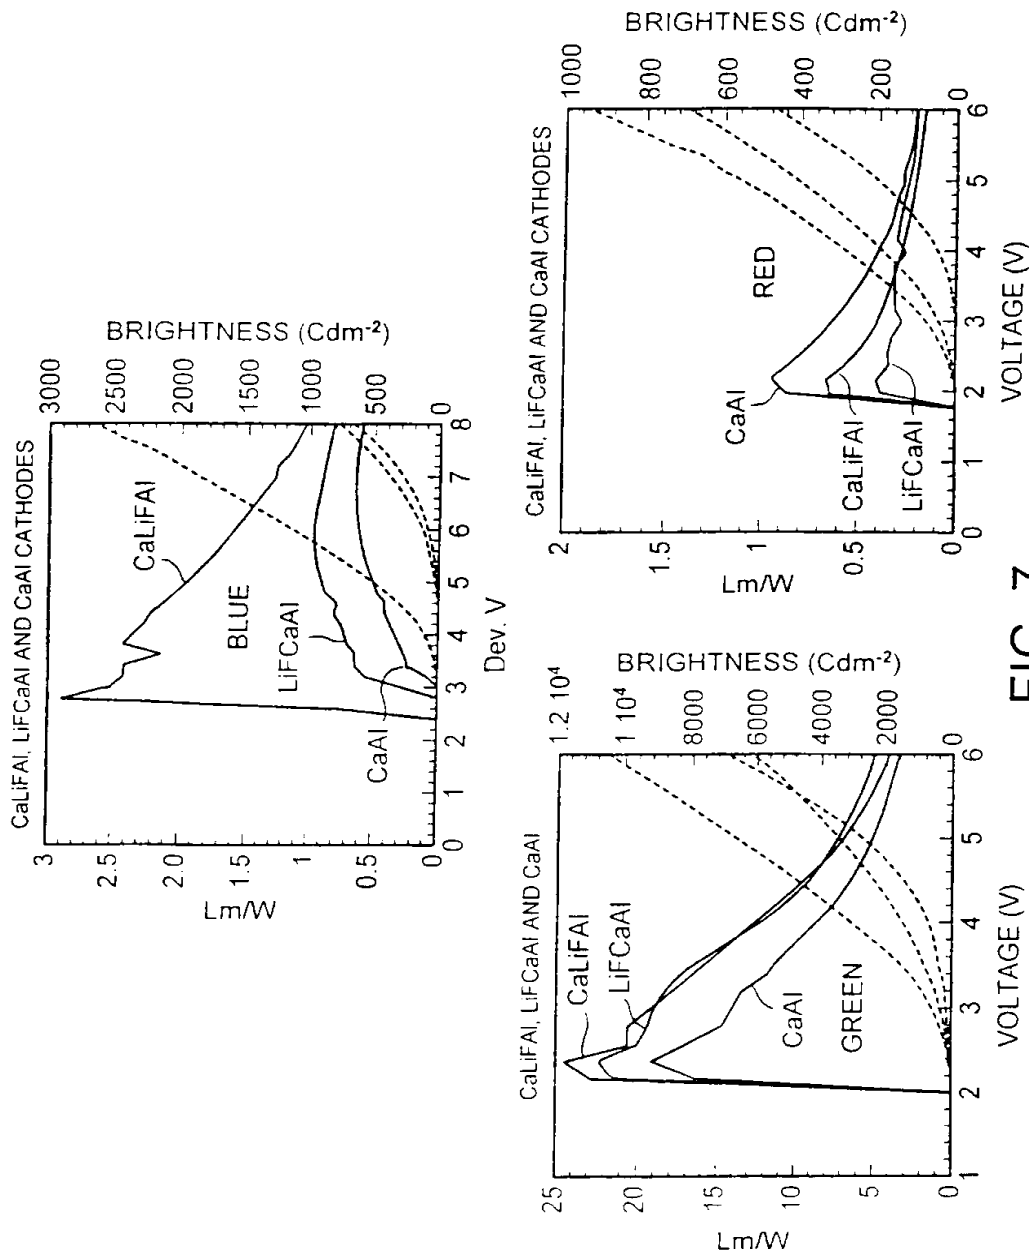 CaLiFAl, LiFCaAl AND CaAl CATHODES
Lm/W
3
2.0
1.5
1
0.5
0
BRIGHTNESS (Cdm-2)
3000
2500
2000
1500
1000
500
0
CaLiFAl
BLUE
LiFCaAl
CaAl
0 1 2 3 4 5 6 7 8
Dev. V
CaLiFAl, LiFCaAl AND CaAl
Lm/W
25
20
15
10
5
0
BRIGHTNESS (Cdm-2)
1.2 10⁴
1 10⁴
8000
6000
4000
2000
0
CaLiFAl
LiFCaAl
CaAl
GREEN
1 2 3 4 5 6
VOLTAGE (V)
CaLiFAl, LiFCaAl AND CaAl CATHODES
Lm/W
2
1.5
1
0.5
0
BRIGHTNESS (Cdm-2)
1000
800
600
400
200
0
RED
CaAl
CaLiFAl
LiFCaAl
0 1 2 3 4 5 6
VOLTAGE (V)